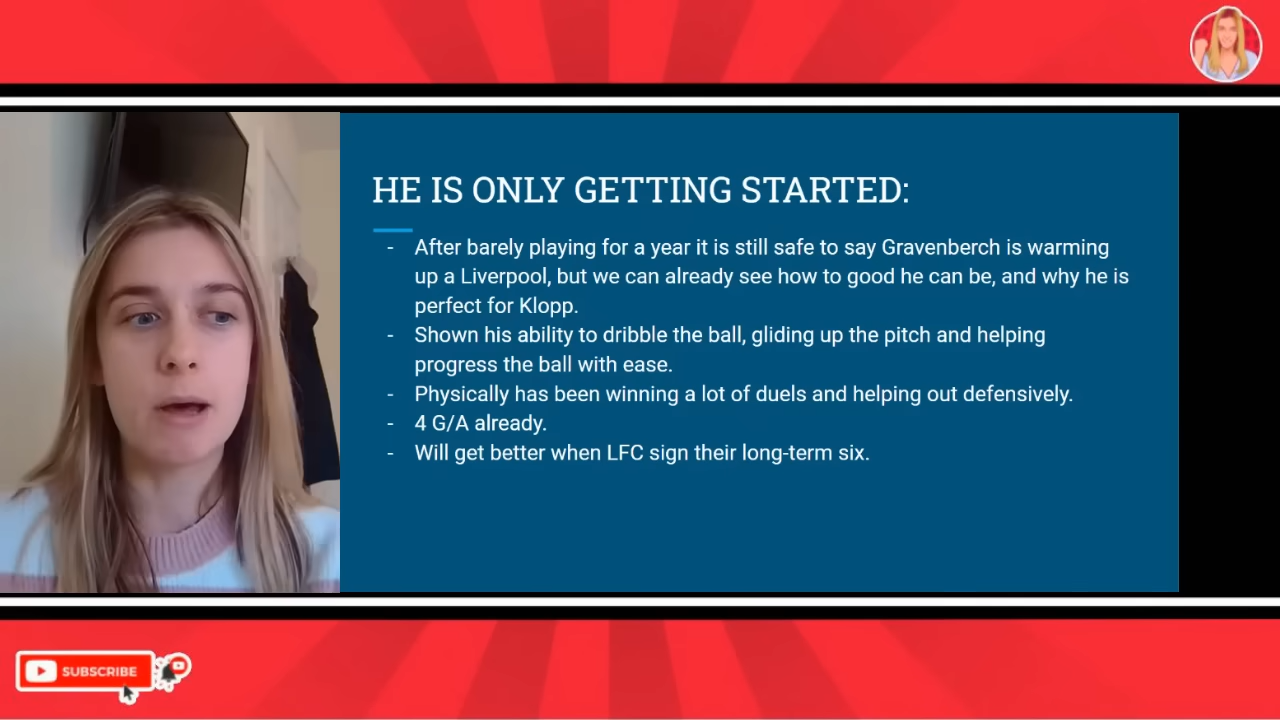 HE IS ONLY GETTING STARTED:
- After barely playing for a year it is still safe to say Gravenberch is warming
up a Liverpool, but we can already see how to good he can be, and why he is
perfect for Klopp.
- Shown his ability to dribble the ball, gliding up the pitch and helping
progress the ball with ease.
- Physically has been winning a lot of duels and helping out defensively.
- 4 G/A already.
- Will get better when LFC sign their long-term six.
SUBSCRIBE